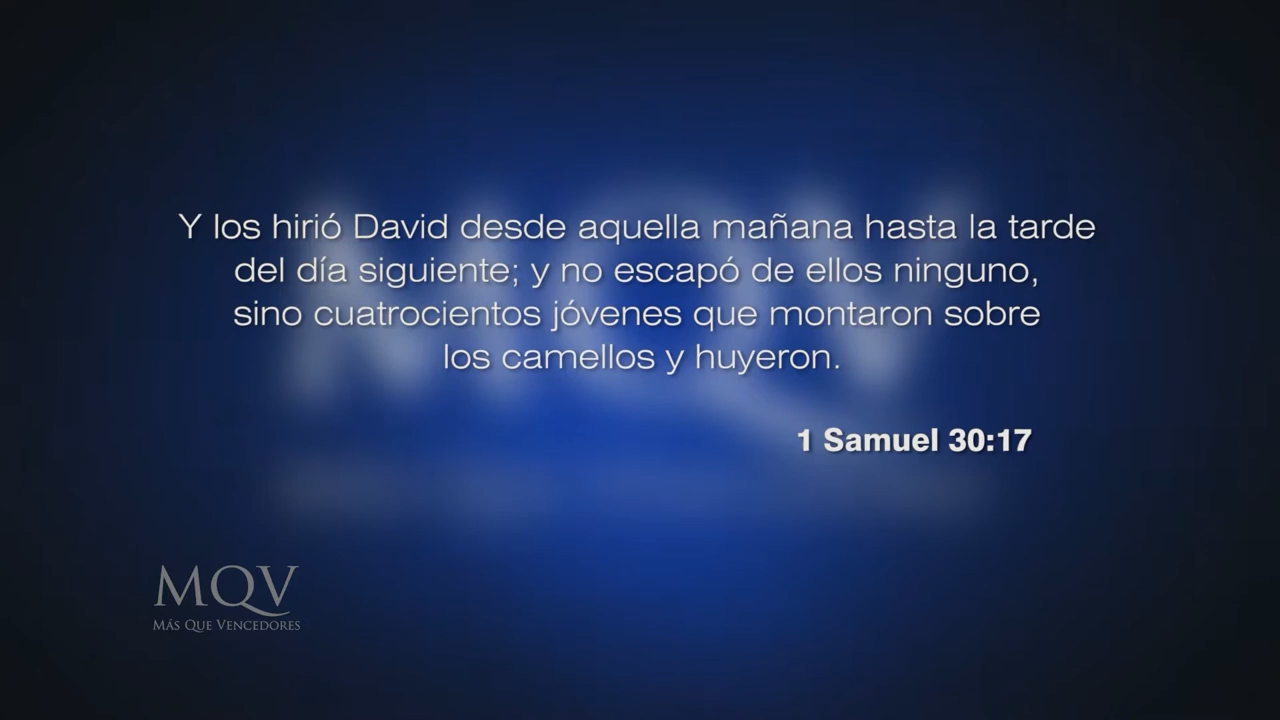 Y los hirió David desde aquella mañana hasta la tarde
del día siguiente; y no escapó de ellos ninguno,
sino cuatrocientos jóvenes que montaron sobre
los camellos y huyeron.
1 Samuel 30:17
MQV
Más Que Vencedores